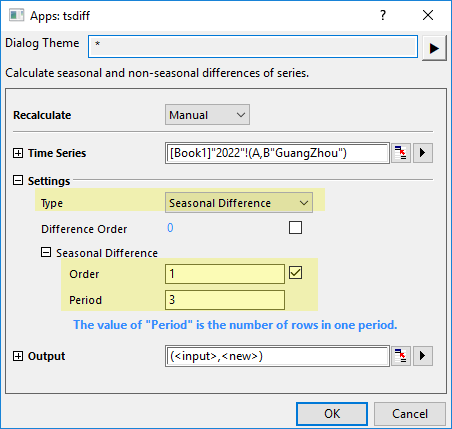 Apps: tsdiff
Dialog Theme *
Calculate seasonal and non-seasonal differences of series.
Recalculate Manual
Time Series [Book1]"2022"!(A,B"GuangZhou")
Settings
Type Seasonal Difference
Difference Order 0
Seasonal Difference
Order 1
Period 3
The value of "Period" is the number of rows in one period.
Output (<input>,<new>)
OK Cancel